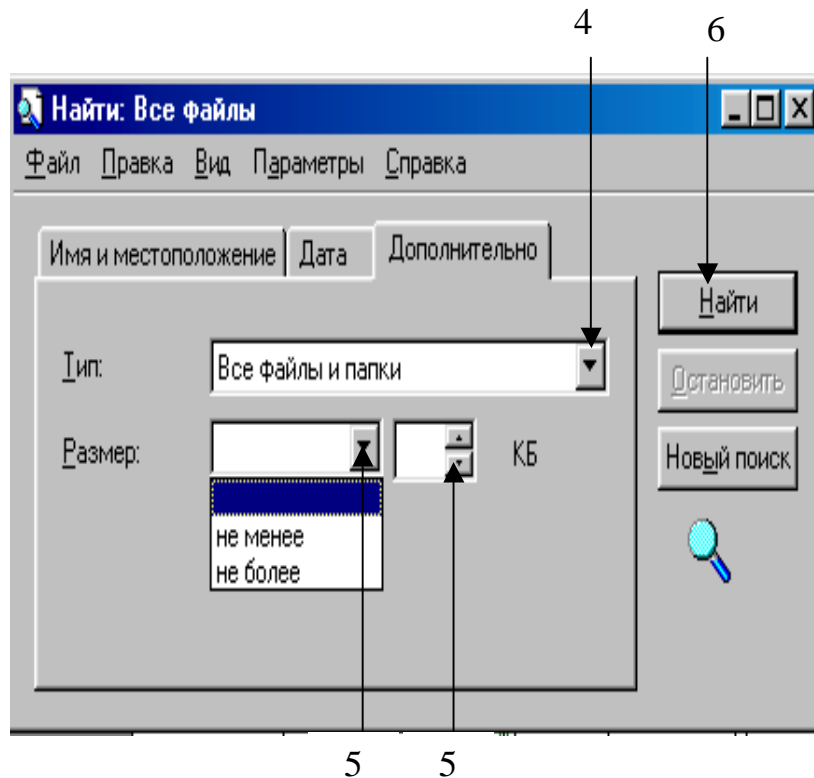 4 6
Найти: Все файлы
Файл Правка Вид Параметры Справка
Имя и местоположение Дата Дополнительно
Найти
Тип: Все файлы и папки
Остановить
Размер: КБ
Новый поиск
не менее
не более
5 5